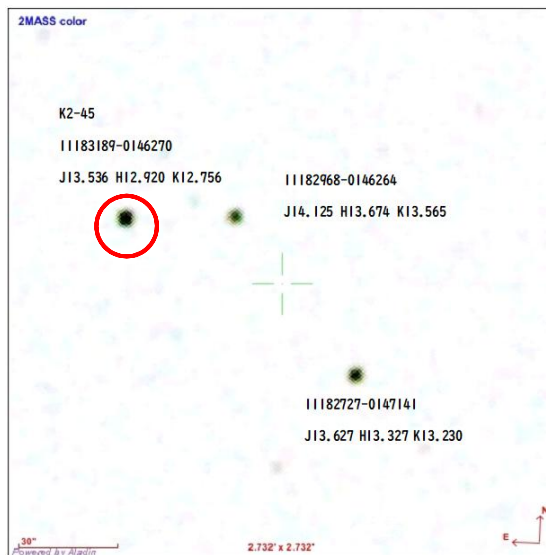 2MASS color
K2-45
11183189-0146270
J13.536 H12.920 K12.756
11182968-0146264
J14.125 H13.674 K13.565
11182727-0147141
J13.627 H13.327 K13.230
N
E
30"
2.732' x 2.732'
Powered by Aladin